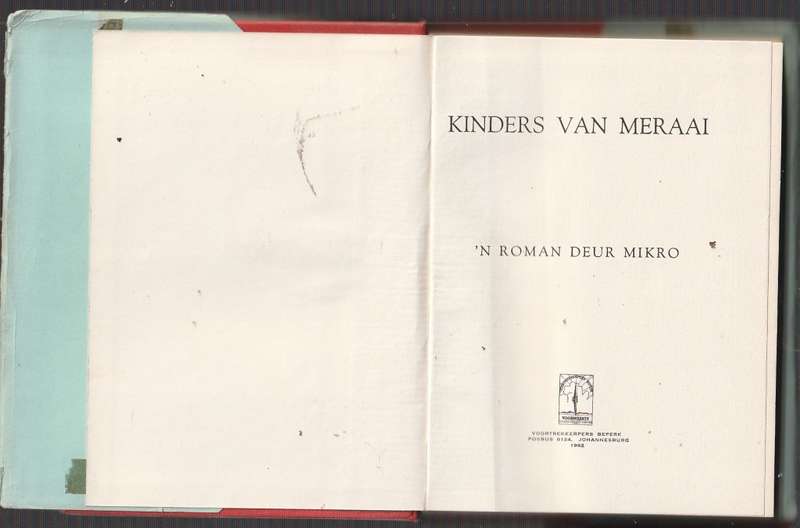 KINDERS VAN MERAAI
'N ROMAN DEUR MIKRO
VOORTREKKERPERS BEPERK
POSBUS 8124, JOHANNESBURG